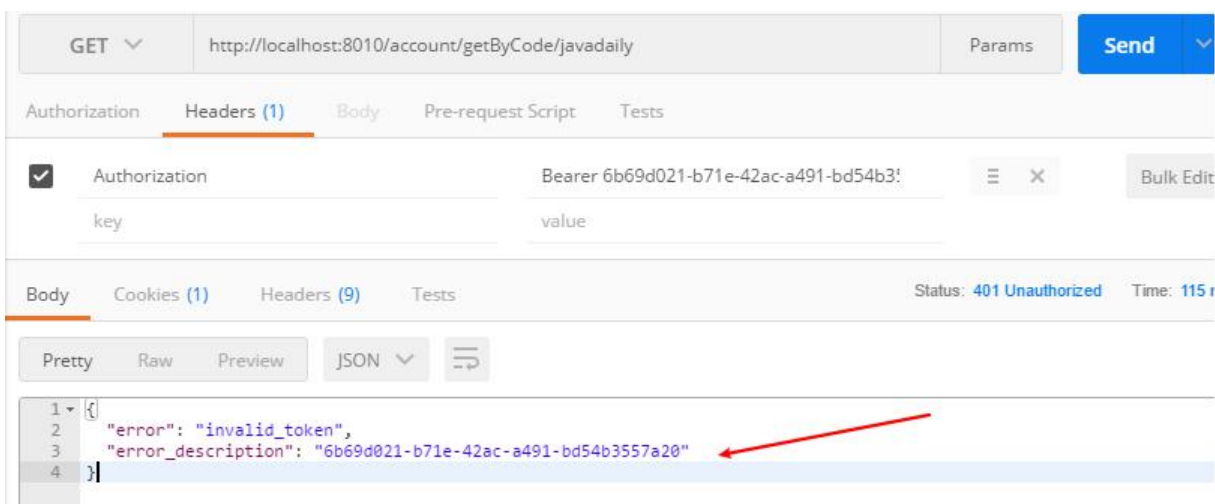 GET http://localhost:8010/account/getByCode/javadaily Params Send
Authorization Headers (1) Body Pre-request Script Tests
Authorization Bearer 6b69d021-b71e-42ac-a491-bd54b3 Bulk Edit
key value
Body Cookies (1) Headers (9) Tests Status: 401 Unauthorized Time: 115
Pretty Raw Preview JSON
1 {
2 "error": "invalid_token",
3 "error_description": "6b69d021-b71e-42ac-a491-bd54b3557a20"
4 }